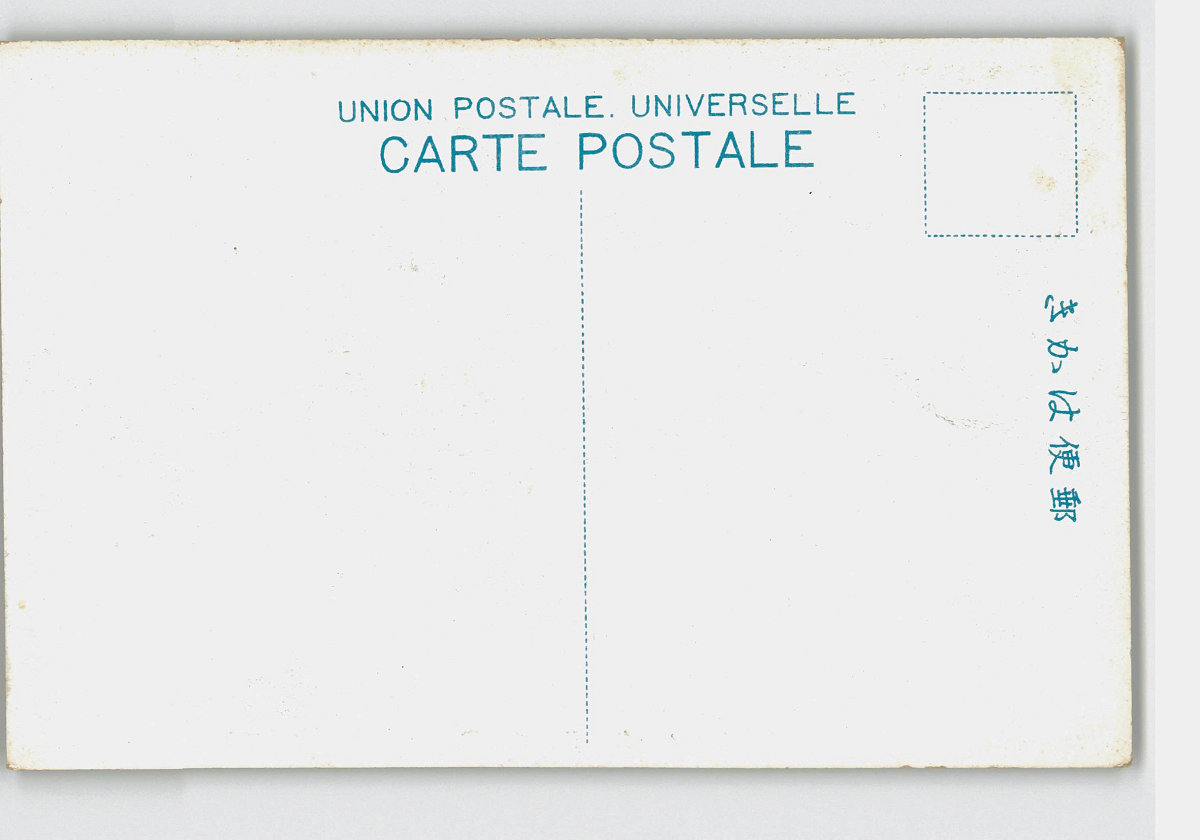 UNION POSTALE. UNIVERSELLE
CARTE POSTALE
郵便はかき